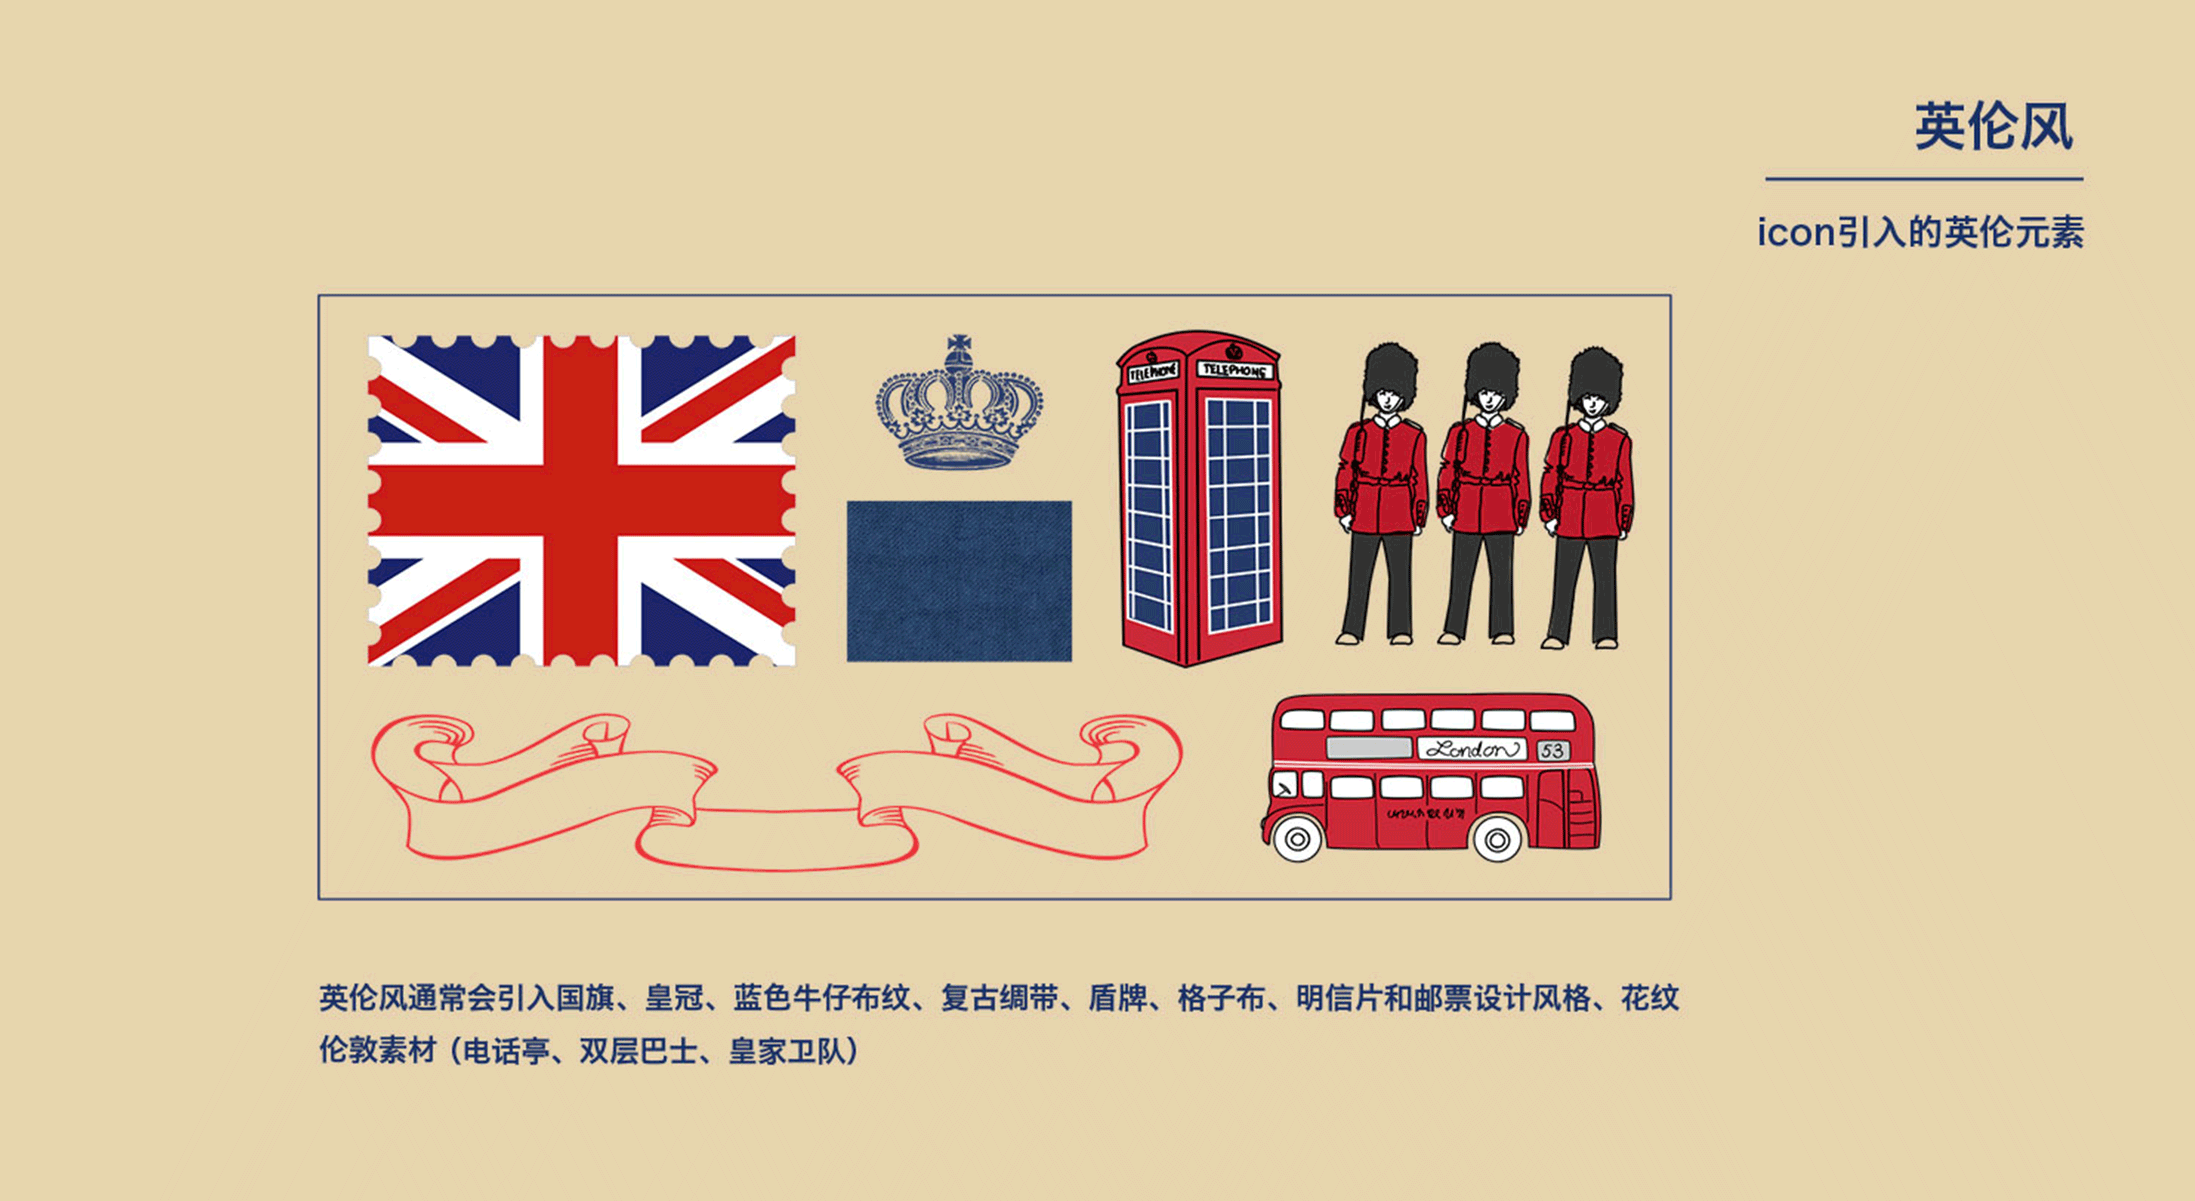 英伦风
icon引入的英伦元素
TELEPHONE
TELEPHONE
London
53
英伦风通常会引入国旗、皇冠、蓝色牛仔布纹、复古绸带、盾牌、格子布、明信片和邮票设计风格、花纹
伦敦素材（电话亭、双层巴士、皇家卫队）